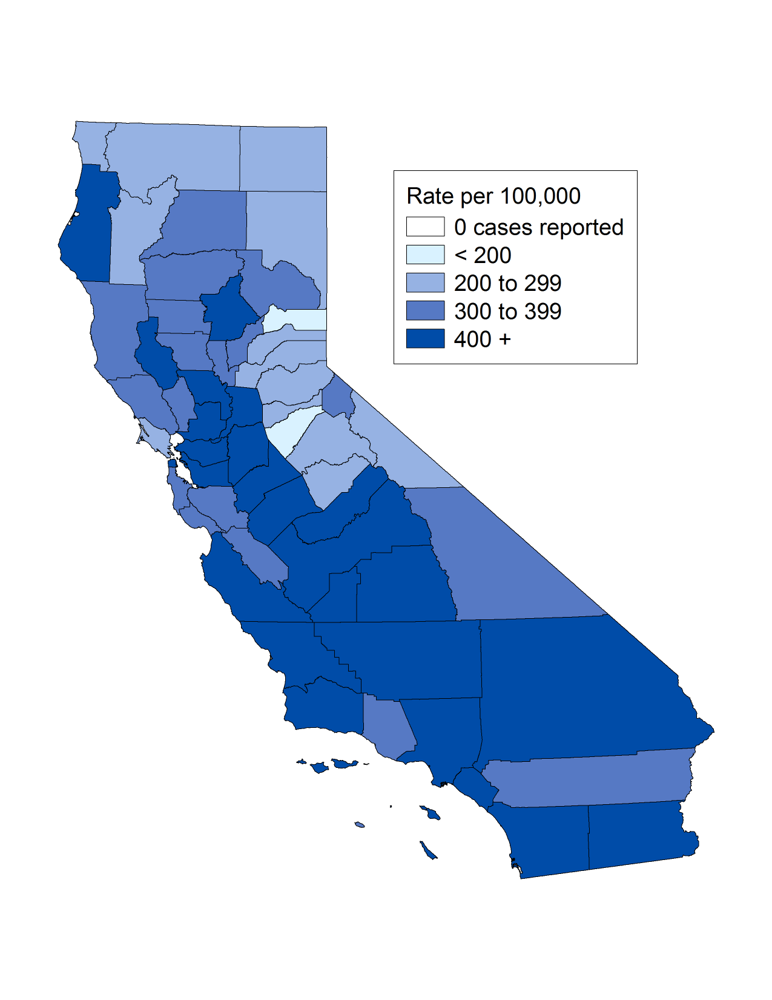 Rate per 100,000
0 cases reported
< 200
200 to 299
300 to 399
400 +